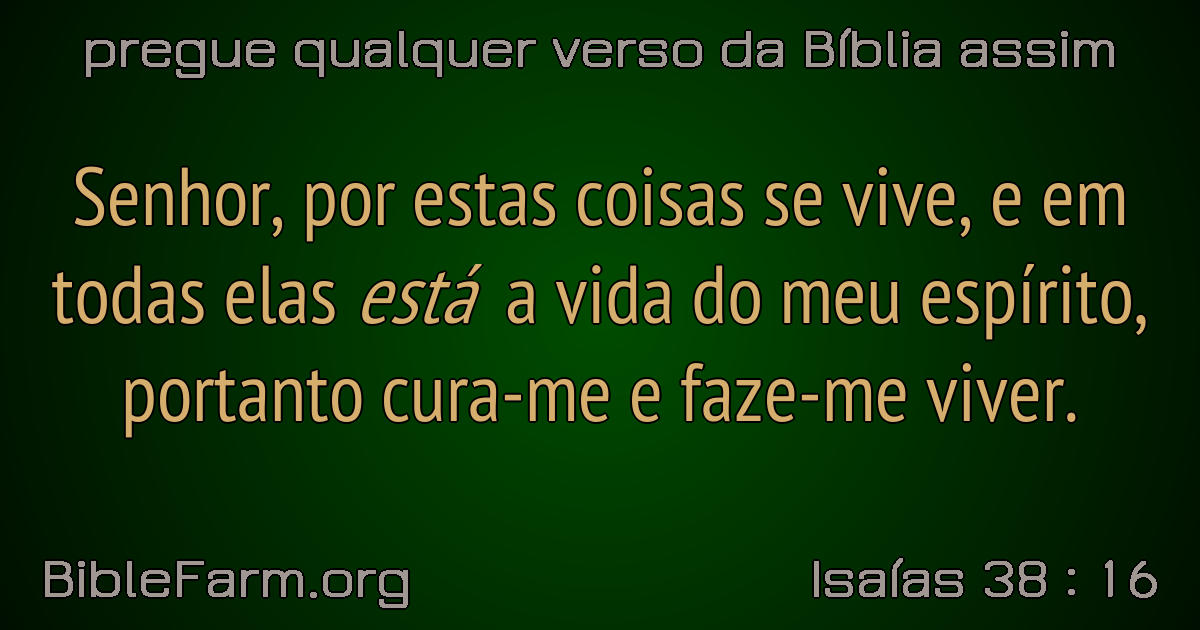 pregue qualquer verso da Bíblia assim
Senhor, por estas coisas se vive, e em
todas elas está a vida do meu espírito,
portanto cura-me e faze-me viver.
BibleFarm.org
Isaías 38 : 16